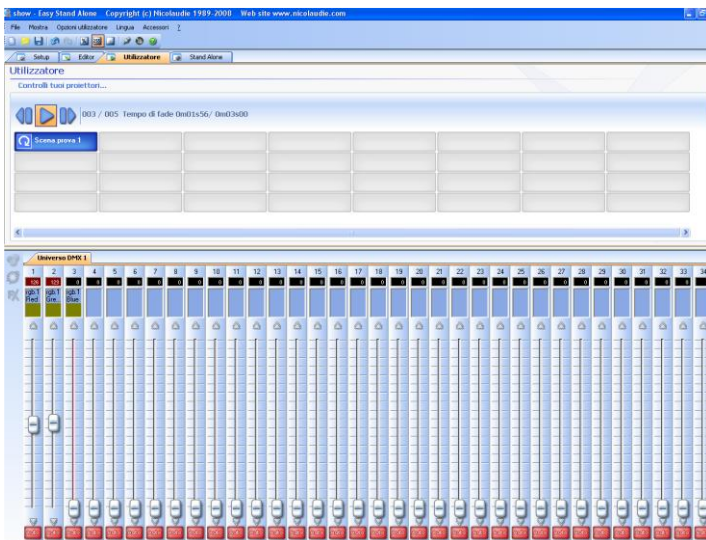 show - Easy Stand Alone Copyright (c) Nicolaudie 1989-2008 Web site www.nicolaudie.com
File Mostra Opzioni utilizzatore Lingua Accessori ?
Setup Editor Utilizzatore Stand Alone
Utilizzatore
Controlli tuoi proiettori...
003 / 005 Tempo di fade 0m01s56/ 0m03s00
Scena prova 1
Universo DMX 1
1 2 3 4 5 6 7 8 9 10 11 12 13 14 15 16 17 18 19 20 21 22 23 24 25 26 27 28 29 30 31 32 33 34
0 0 0 0 0 0 0 0 0 0 0 0 0 0 0 0 0 0 0 0 0 0 0 0 0 0 0 0 0 0 0 0
rgb.1 rgb.1 rgb.1
Red Gre... Blue